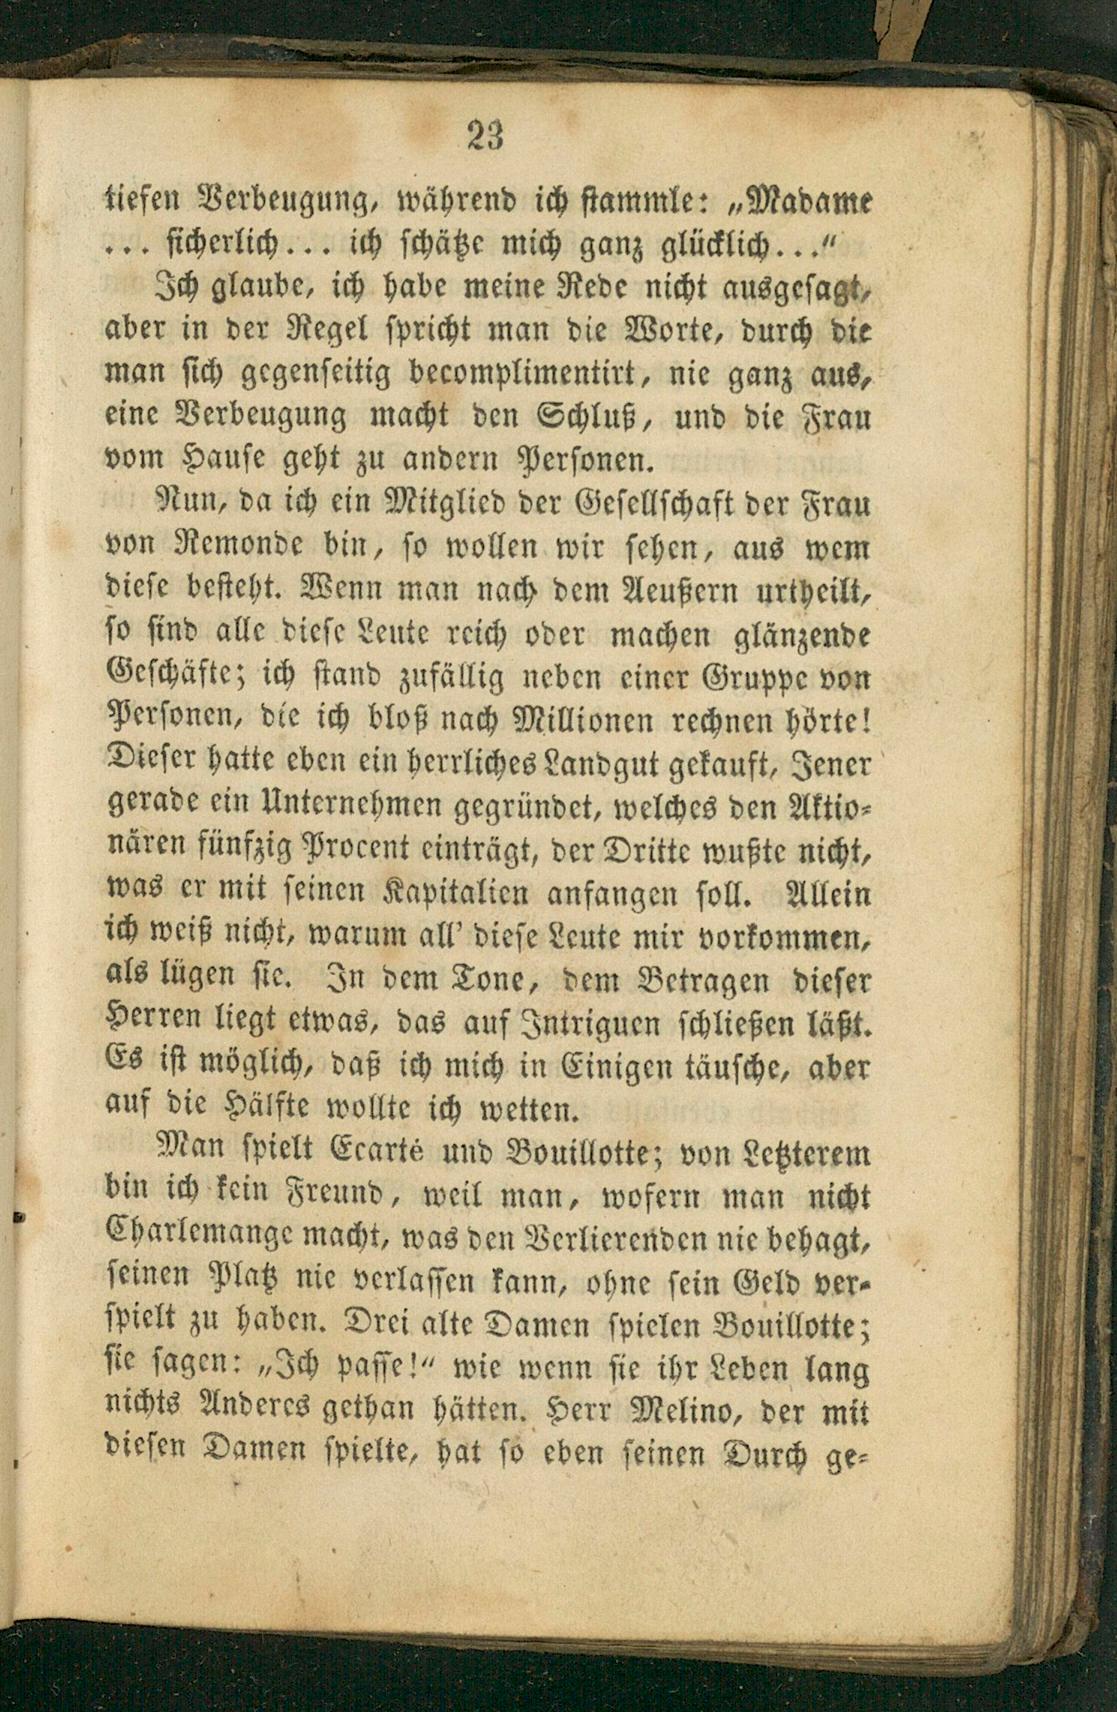 23
tiefen Verbeugung, während ich stammle: „Madame
... sicherlich... ich schätze mich ganz glücklich...“
Ich glaube, ich habe meine Rede nicht ausgesagt,
aber in der Regel spricht man die Worte, durch die
man sich gegenseitig becomplimentirt, nie ganz aus,
eine Verbeugung macht den Schluß, und die Frau
vom Hause geht zu andern Personen.
Nun, da ich ein Mitglied der Gesellschaft der Frau
von Remonde bin, so wollen wir sehen, aus wem
diese besteht. Wenn man nach dem Aeußern urtheilt,
so sind alle diese Leute reich oder machen glänzende
Geschäfte; ich stand zufällig neben einer Gruppe von
Personen, die ich bloß nach Millionen rechnen hörte!
Dieser hatte eben ein herrliches Landgut gekauft, Jener
gerade ein Unternehmen gegründet, welches den Aktio-
nären fünfzig Procent einträgt, der Dritte wußte nicht,
was er mit seinen Kapitalien anfangen soll. Allein
ich weiß nicht, warum all' diese Leute mir vorkommen,
als lügen sie. In dem Tone, dem Betragen dieser
Herren liegt etwas, das auf Intriguen schließen läßt.
Es ist möglich, daß ich mich in Einigen täusche, aber
auf die Hälfte wollte ich wetten.
Man spielt Ecarté und Bouillotte; von Letzterem
bin ich kein Freund, weil man, wofern man nicht
Charlemange macht, was den Verlierenden nie behagt,
seinen Platz nie verlassen kann, ohne sein Geld ver-
spielt zu haben. Drei alte Damen spielen Bouillotte;
sie sagen: „Ich passe!“ wie wenn sie ihr Leben lang
nichts Anderes gethan hätten. Herr Melino, der mit
diesen Damen spielte, hat so eben seinen Durch ge-